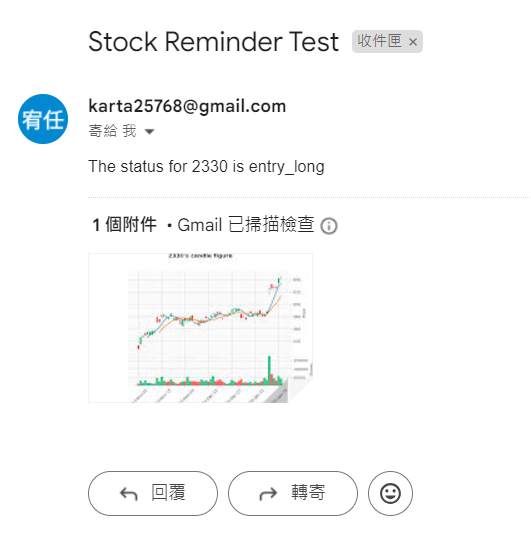 Stock Reminder Test 收件匣 ×
宥任
karta25768@gmail.com
寄給 我
The status for 2330 is entry_long
1 個附件 • Gmail 已掃描檢查
2330's candle figure
回覆
轉寄